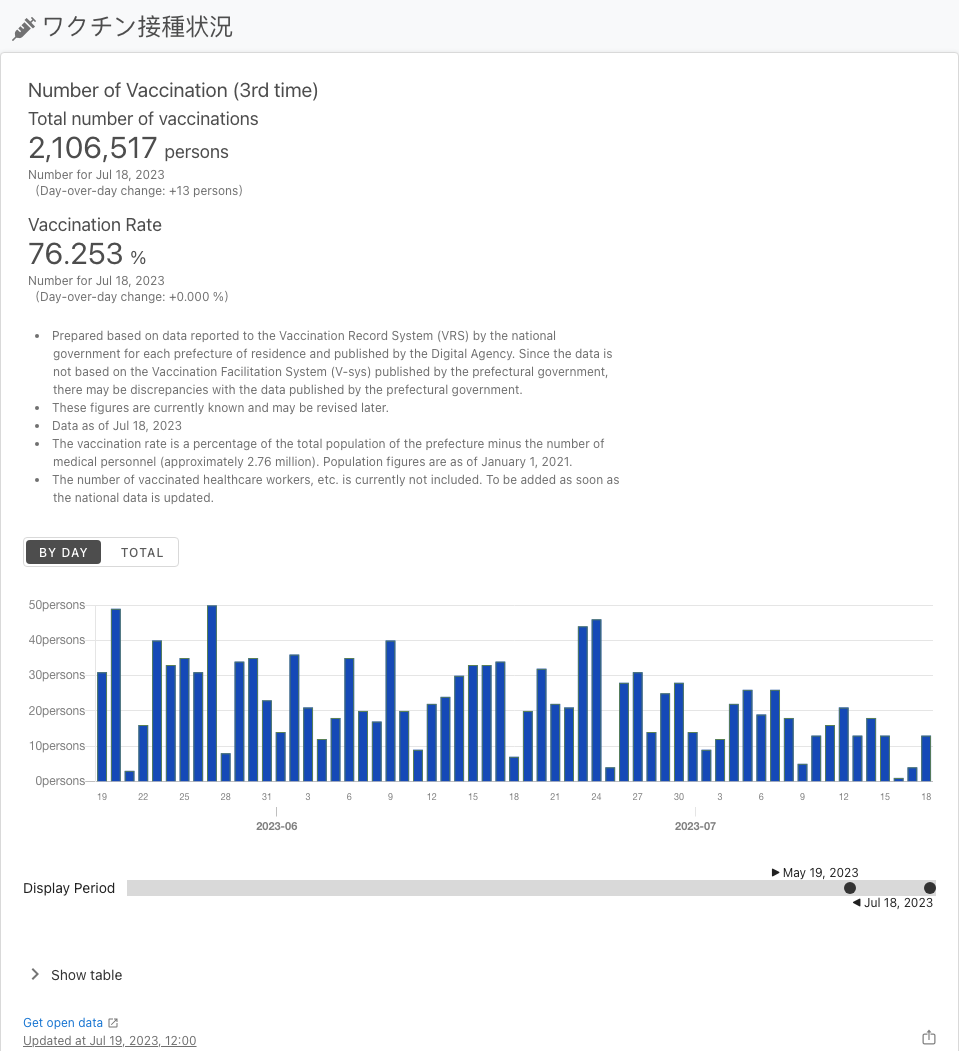 ワクチン接種状況
Number of Vaccination (3rd time)
Total number of vaccinations
2,106,517 persons
Number for Jul 18, 2023
(Day-over-day change: +13 persons)
Vaccination Rate
76.253 %
Number for Jul 18, 2023
(Day-over-day change: +0.000 %)
• Prepared based on data reported to the Vaccination Record System (VRS) by the national
government for each prefecture of residence and published by the Digital Agency. Since the data is
not based on the Vaccination Facilitation System (V-sys) published by the prefectural government,
there may be discrepancies with the data published by the prefectural government.
• These figures are currently known and may be revised later.
• Data as of Jul 18, 2023
• The vaccination rate is a percentage of the total population of the prefecture minus the number of
medical personnel (approximately 2.76 million). Population figures are as of January 1, 2021.
• The number of vaccinated healthcare workers, etc. is currently not included. To be added as soon as
the national data is updated.
BY DAY TOTAL
50persons
40persons
30persons
20persons
10persons
0persons
19 22 25 28 31 3 6 9 12 15 18 21 24 27 30 3 6 9 12 15 18
2023-06 2023-07
May 19, 2023
Display Period
Jul 18, 2023
Show table
Get open data
Updated at Jul 19, 2023, 12:00